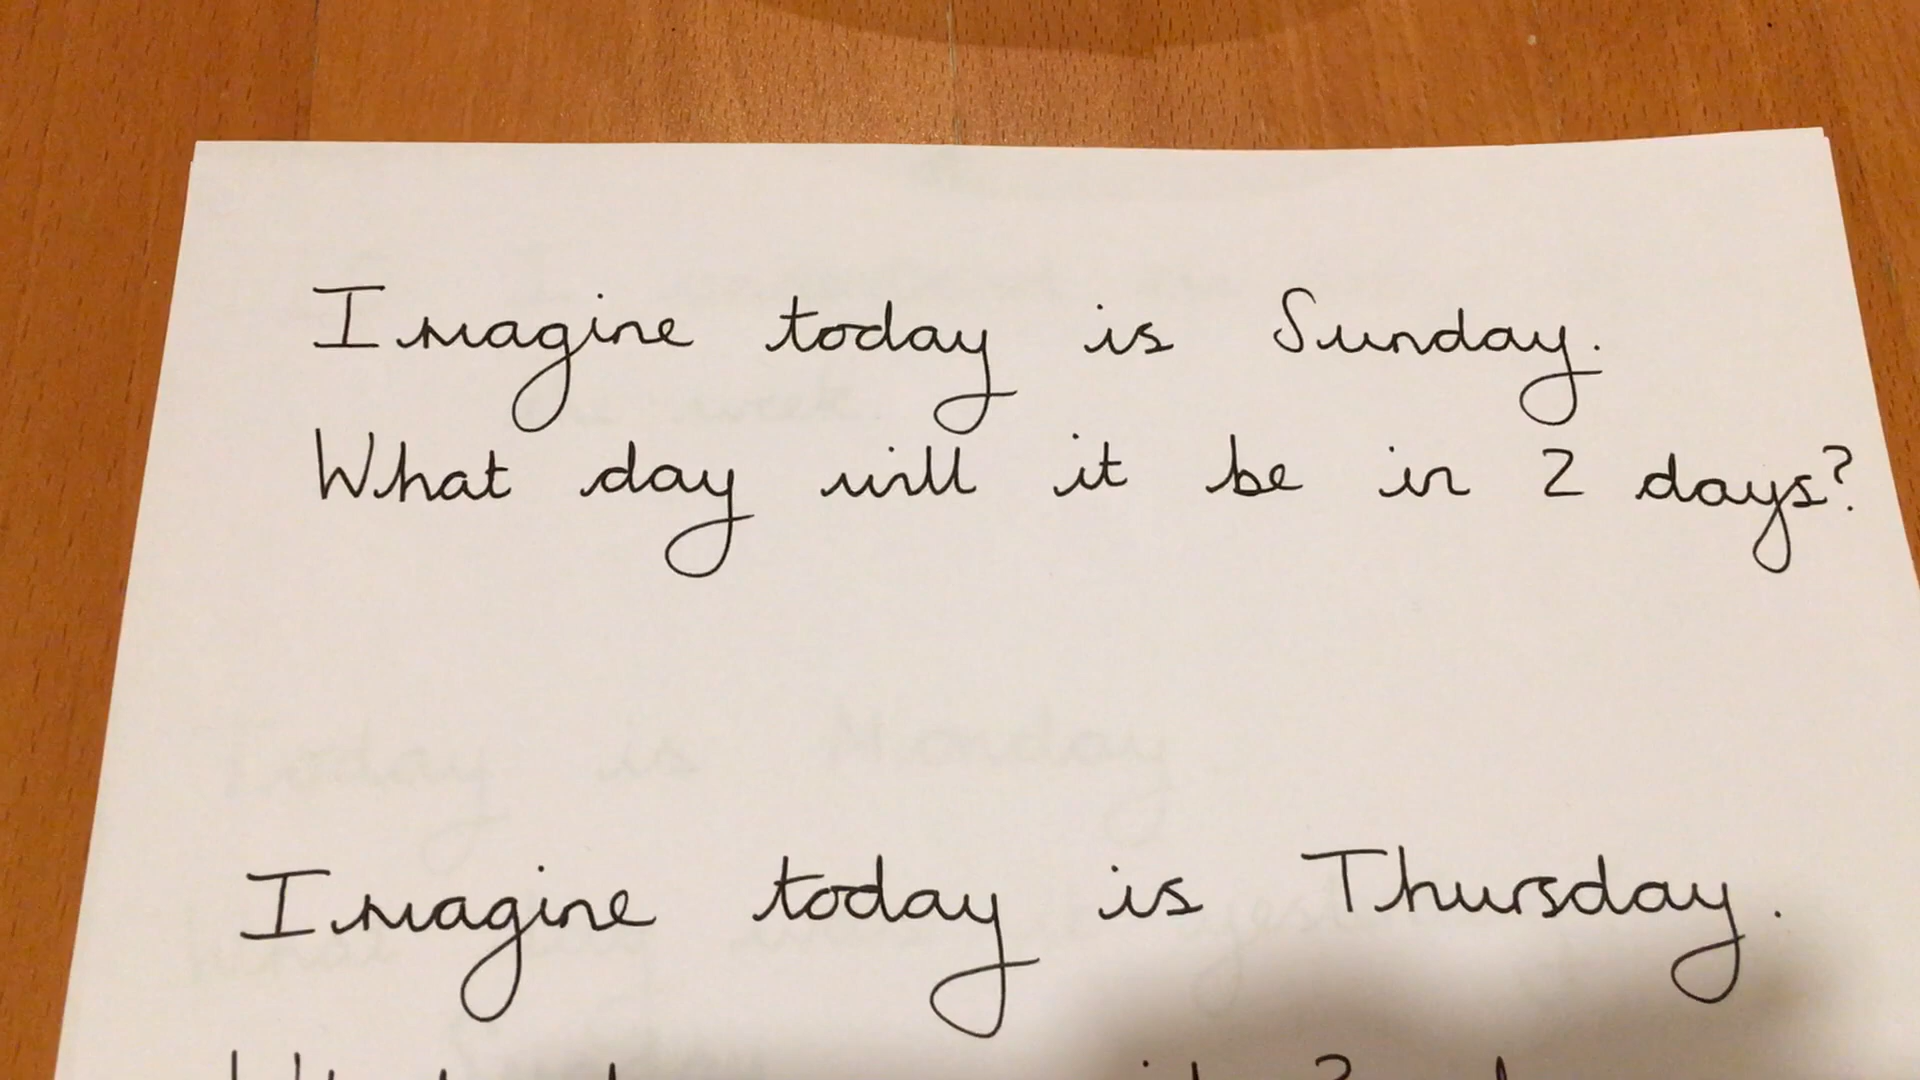 Imagine today is Sunday.
What day will it be in 2 days?
Imagine today is Thursday.